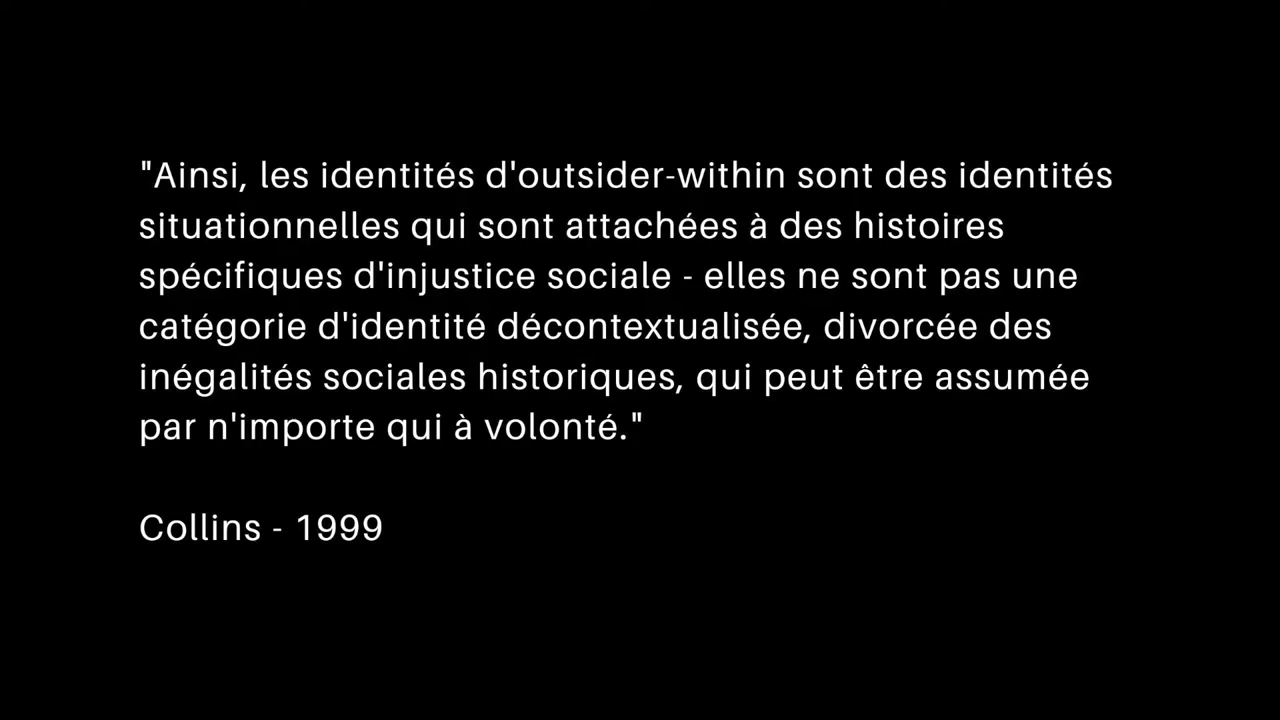 "Ainsi, les identités d'outsider-within sont des identités
situationnelles qui sont attachées à des histoires
spécifiques d'injustice sociale - elles ne sont pas une
catégorie d'identité décontextualisée, divorcée des
inégalités sociales historiques, qui peut être assumée
par n'importe qui à volonté."
Collins - 1999